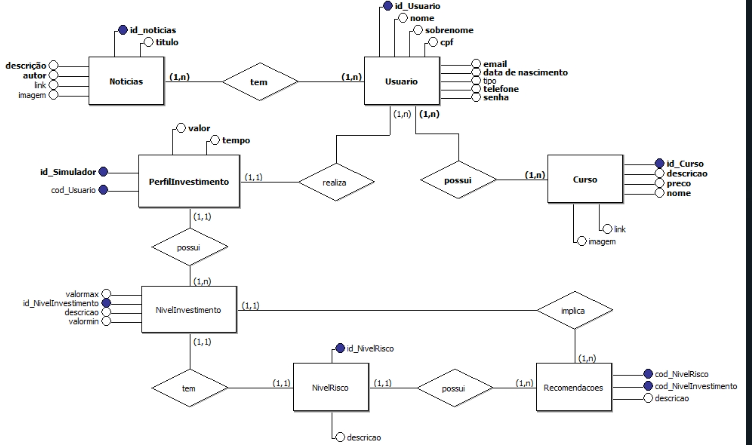 id_Usuario
nome
sobrenome
cpf
id_noticias
titulo
descrição
autor
link
imagem
Noticias
(1,n)
tem
(1,n)
Usuario
email
data de nascimento
tipo
telefone
senha
(1,n)
(1,n)
valor
tempo
id_Simulador
cod_Usuario
PerfilInvestimento
(1,1)
realiza
possui
(1,n)
Curso
id_Curso
descricao
preco
nome
link
imagem
(1,1)
possui
(1,n)
valormax
id_NivelInvestimento
descricao
valormin
NivelInvestimento
(1,1)
implica
(1,1)
(1,n)
id_NivelRisco
tem
(1,1)
NivelRisco
(1,1)
possui
(1,n)
Recomendacoes
cod_NivelRisco
cod_NivelInvestimento
descricao
descricao